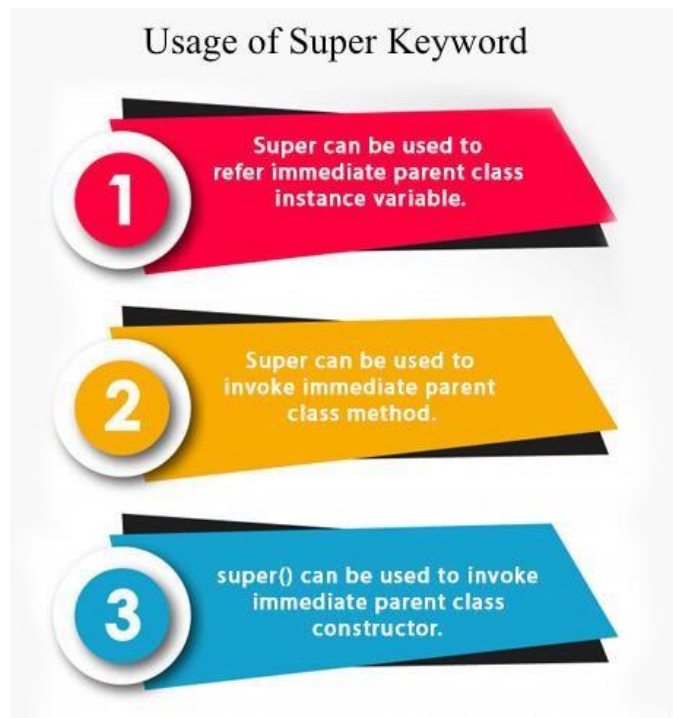 Usage of Super Keyword
1
Super can be used to
refer immediate parent class
instance variable.
2
Super can be used to
invoke immediate parent
class method.
3
super() can be used to invoke
immediate parent class
constructor.